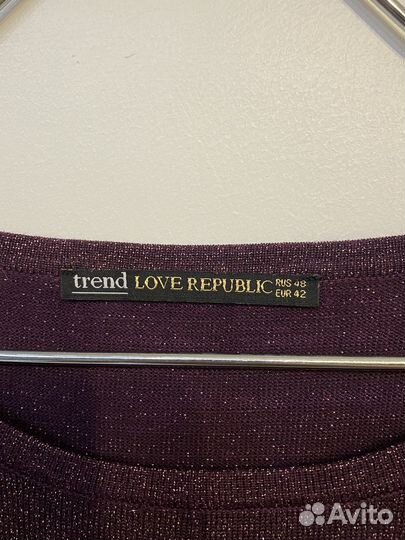 trend LOVE REPUBLIC RUS 48
EUR 42
Avito